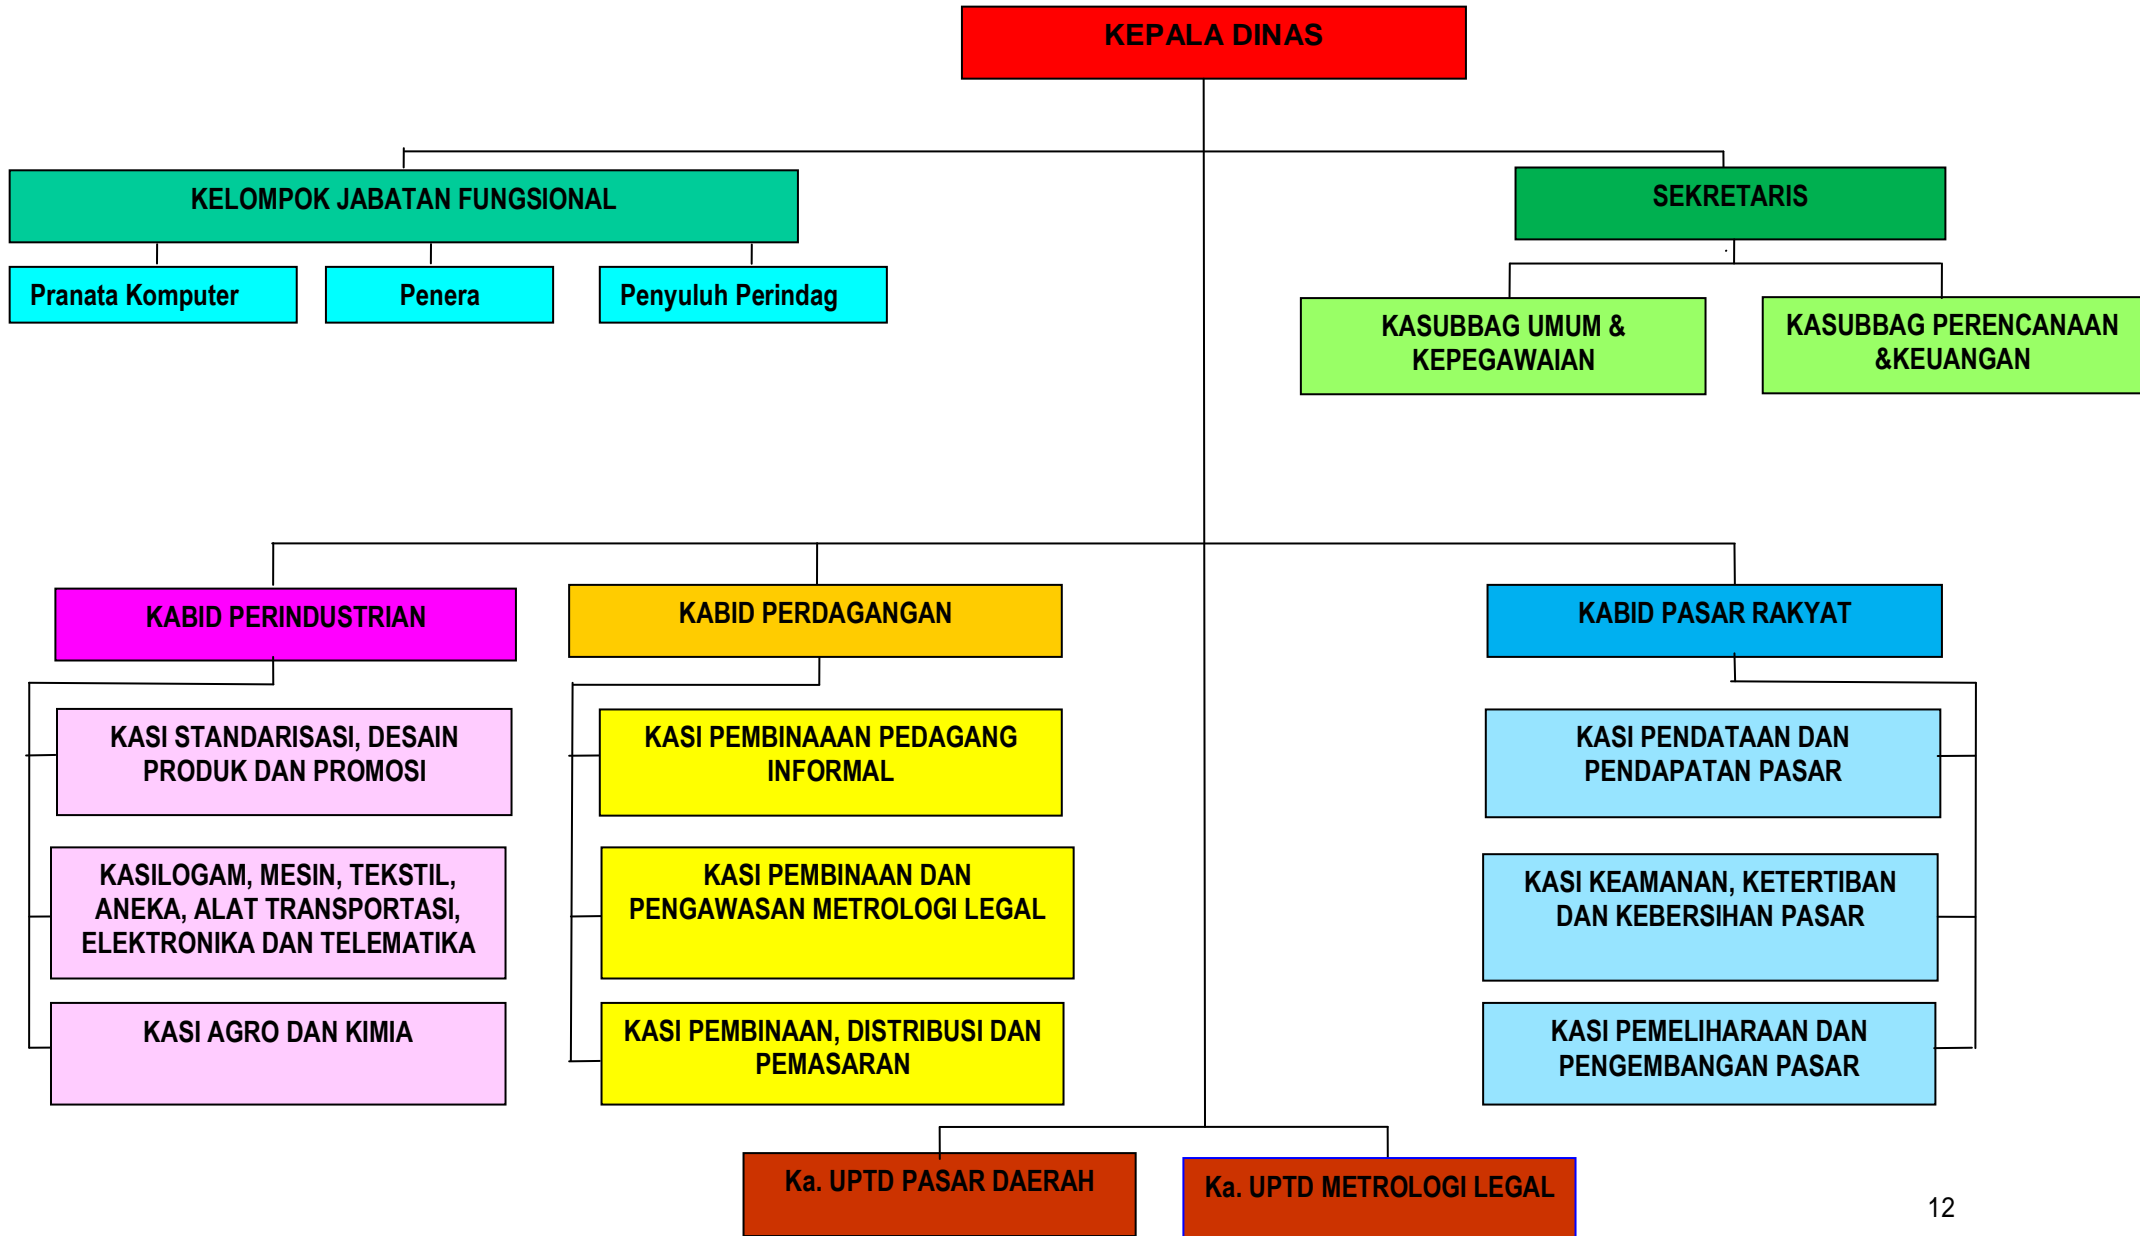 KEPALA DINAS
KELOMPOK JABATAN FUNGSIONAL
SEKRETARIS
Pranata Komputer
Penera
Penyuluh Perindag
KASUBBAG UMUM &
KEPEGAWAIAN
KASUBBAG PERENCANAAN
&KEUANGAN
KABID PERINDUSTRIAN
KABID PERDAGANGAN
KABID PASAR RAKYAT
KASI STANDARISASI, DESAIN
PRODUK DAN PROMOSI
KASI PEMBINAAAN PEDAGANG
INFORMAL
KASI PENDATAAN DAN
PENDAPATAN PASAR
KASILOGAM, MESIN, TEKSTIL,
ANEKA, ALAT TRANSPORTASI,
ELEKTRONIKA DAN TELEMATIKA
KASI PEMBINAAN DAN
PENGAWASAN METROLOGI LEGAL
KASI KEAMANAN, KETERTIBAN
DAN KEBERSIHAN PASAR
KASI AGRO DAN KIMIA
KASI PEMBINAAN, DISTRIBUSI DAN
PEMASARAN
KASI PEMELIHARAAN DAN
PENGEMBANGAN PASAR
Ka. UPTD PASAR DAERAH
Ka. UPTD METROLOGI LEGAL
12